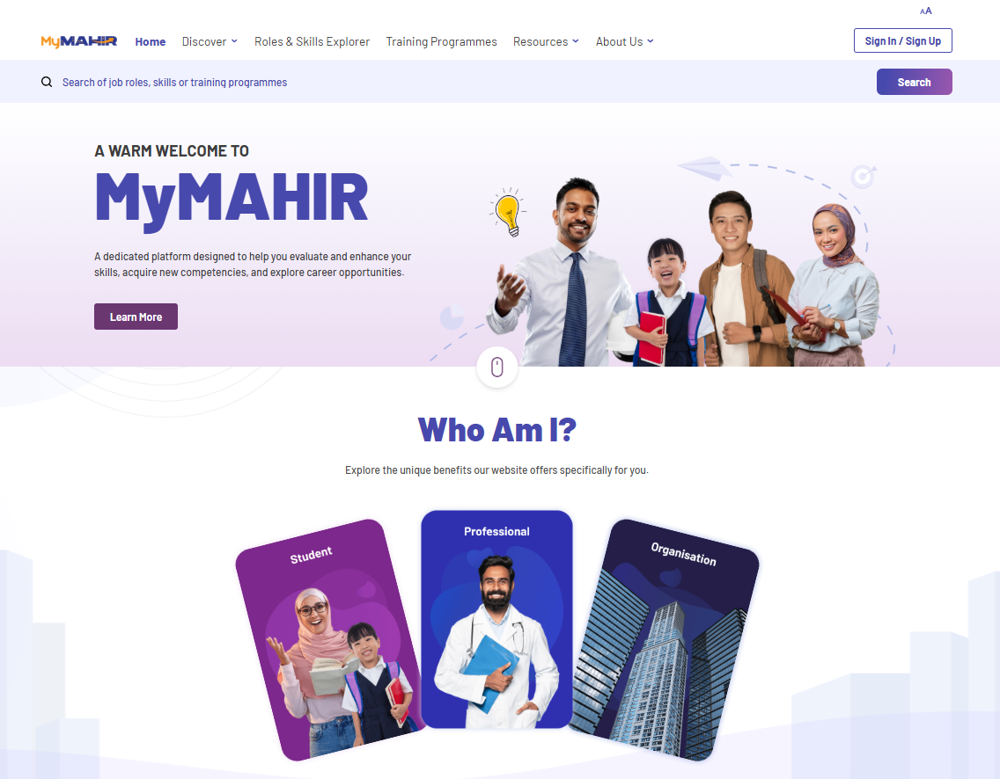 AA
MyMAHIR
Home
Discover
Roles & Skills Explorer
Training Programmes
Resources
About Us
Sign In / Sign Up
Search of job roles, skills or training programmes
Search
A WARM WELCOME TO
MyMAHIR
A dedicated platform designed to help you evaluate and enhance your
skills, acquire new competencies, and explore career opportunities.
Learn More
Who Am I?
Explore the unique benefits our website offers specifically for you.
Student
Professional
Organisation